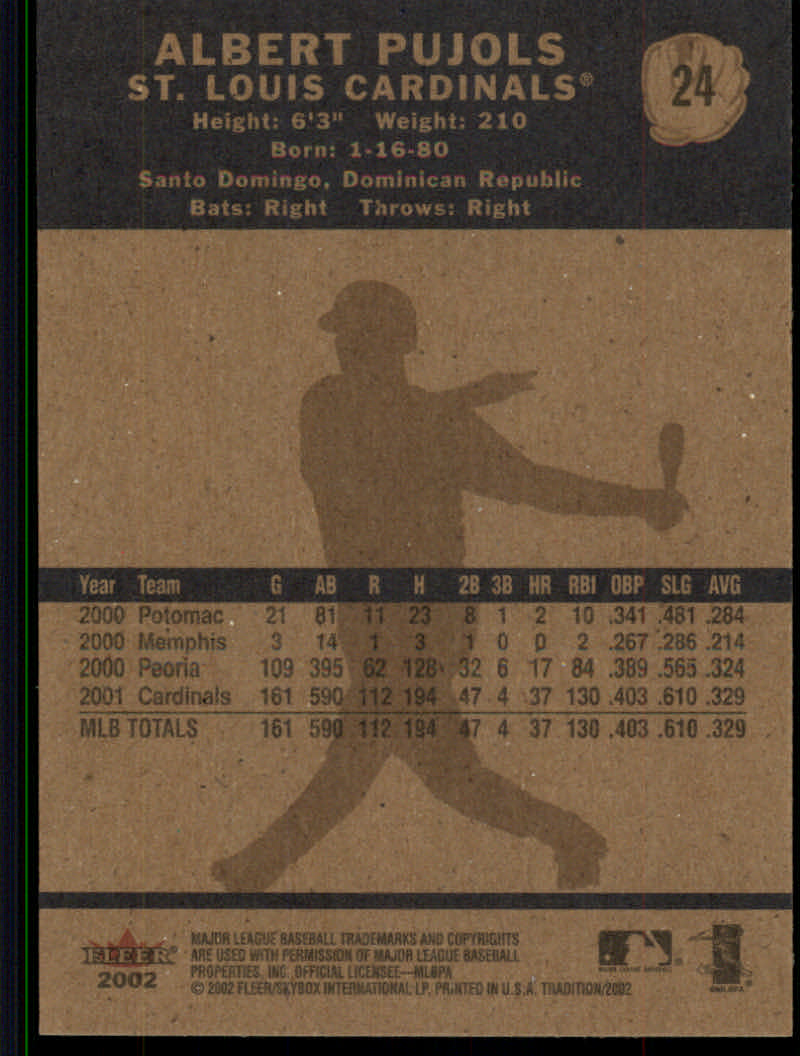 ALBERT PUJOLS
24
ST. LOUIS CARDINALS®
Height: 6'3" Weight: 210
Born: 1-16-80
Santo Domingo, Dominican Republic
Bats: Right Throws: Right
Year Team G AB R H 2B 3B HR RBI OBP SLG AVG
2000 Potomac 21 81 11 23 8 1 2 10 .341 .481 .284
2000 Memphis 3 14 1 3 1 0 0 2 .267 .286 .214
2000 Peoria 109 395 62 128 32 6 17 84 .389 .565 .324
2001 Cardinals 161 590 112 194 47 4 37 130 .403 .610 .329
MLB TOTALS 161 590 112 194 47 4 37 130 .403 .610 .329
FLEER®
2002
MAJOR LEAGUE BASEBALL TRADEMARKS AND COPYRIGHTS
ARE USED WITH PERMISSION OF MAJOR LEAGUE BASEBALL
PROPERTIES, INC. OFFICIAL LICENSEE—MLBPA
© 2002 FLEER/SKYBOX INTERNATIONAL LP. PRINTED IN U.S.A. TRADITION/2002
MAJOR LEAGUE BASEBALL